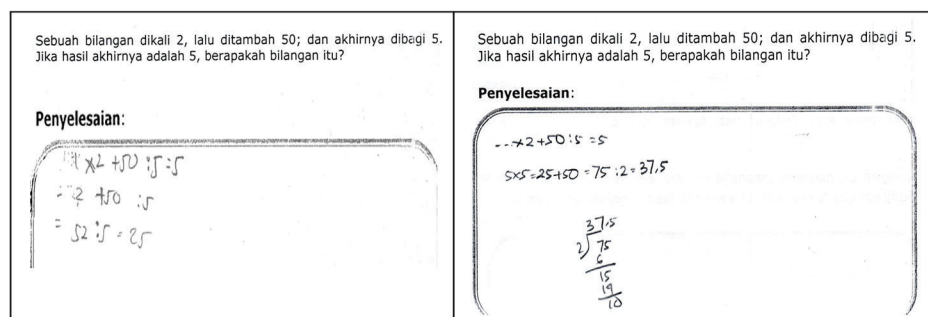 Sebuah bilangan dikali 2, lalu ditambah 50; dan akhirnya dibagi 5.
Jika hasil akhirnya adalah 5, berapakah bilangan itu?
Penyelesaian:
x2 +50 :5=5
= 2 +50 :5
= 52 :5 = 25
Sebuah bilangan dikali 2, lalu ditambah 50; dan akhirnya dibagi 5.
Jika hasil akhirnya adalah 5, berapakah bilangan itu?
Penyelesaian:
...x2+50:5=5
5x5=25+50=75:2=37,5
37.5
2) 75
6
15
14
10